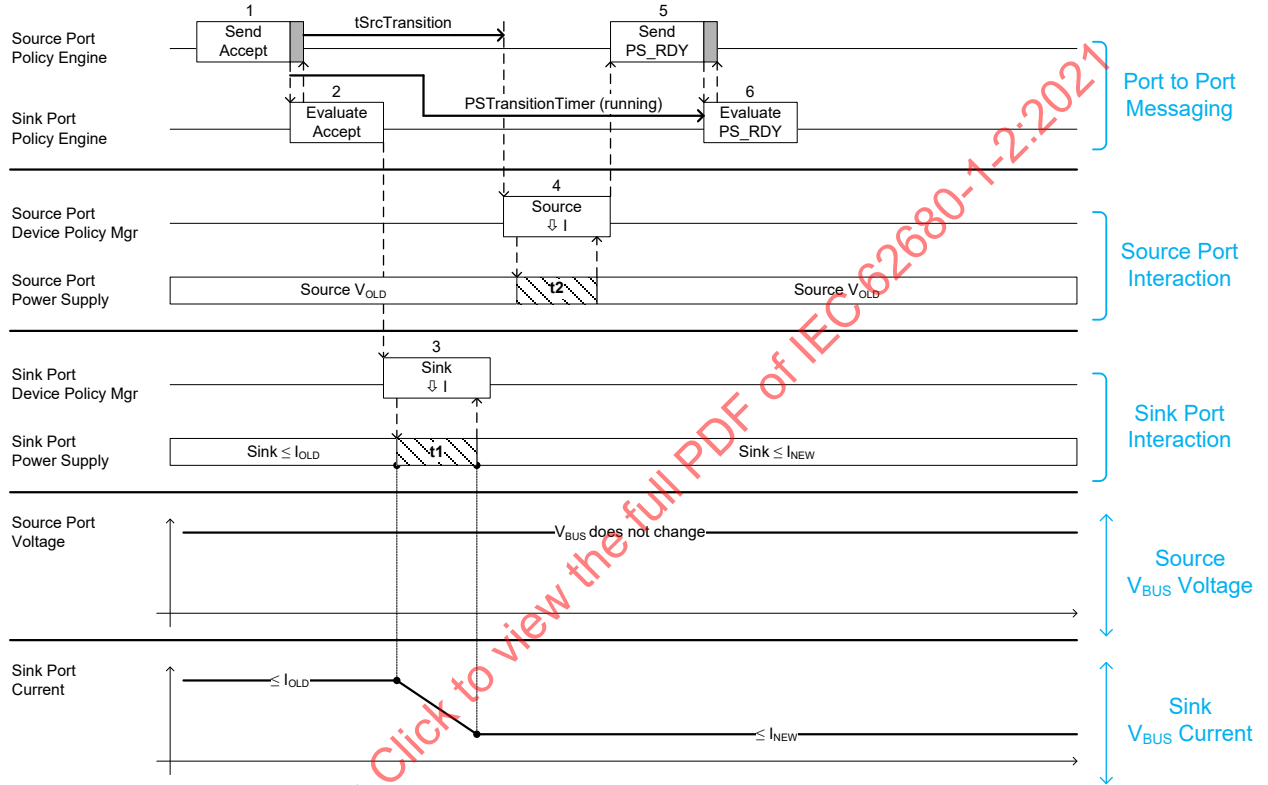 1
5
Source Port
Policy Engine
Send
Accept
tSrcTransition
Send
PS_RDY
Port to Port
Messaging
2
6
Sink Port
Policy Engine
Evaluate
Accept
PSTransitionTimer (running)
Evaluate
PS_RDY
4
Source Port
Device Policy Mgr
Source
⇩ I
Source Port
Interaction
Source Port
Power Supply
Source VOLD
t2
Source VOLD
3
Sink Port
Device Policy Mgr
Sink
⇩ I
Sink Port
Interaction
Sink Port
Power Supply
Sink ≤ IOLD
t1
Sink ≤ INEW
Source Port
Voltage
VBUS does not change
Source
VBUS Voltage
Sink Port
Current
≤ IOLD
≤ INEW
Sink
VBUS Current
Click to view the full PDF of IEC 62680-1-2:2021